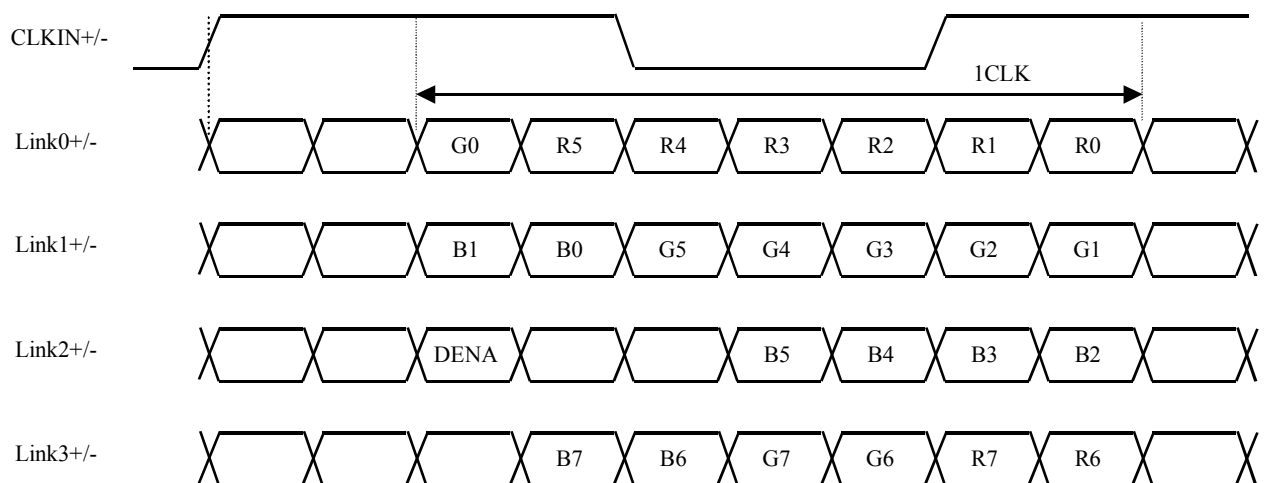 CLKIN+/-
1CLK
Link0+/- G0 R5 R4 R3 R2 R1 R0
Link1+/- B1 B0 G5 G4 G3 G2 G1
Link2+/- DENA B5 B4 B3 B2
Link3+/- B7 B6 G7 G6 R7 R6